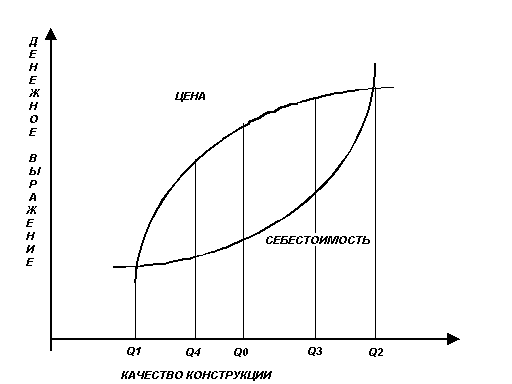 ДЕНЕЖНОЕ ВЫРАЖЕНИЕ
ЦЕНА
СЕБЕСТОИМОСТЬ
Q1 Q4 Q0 Q3 Q2
КАЧЕСТВО КОНСТРУКЦИИ